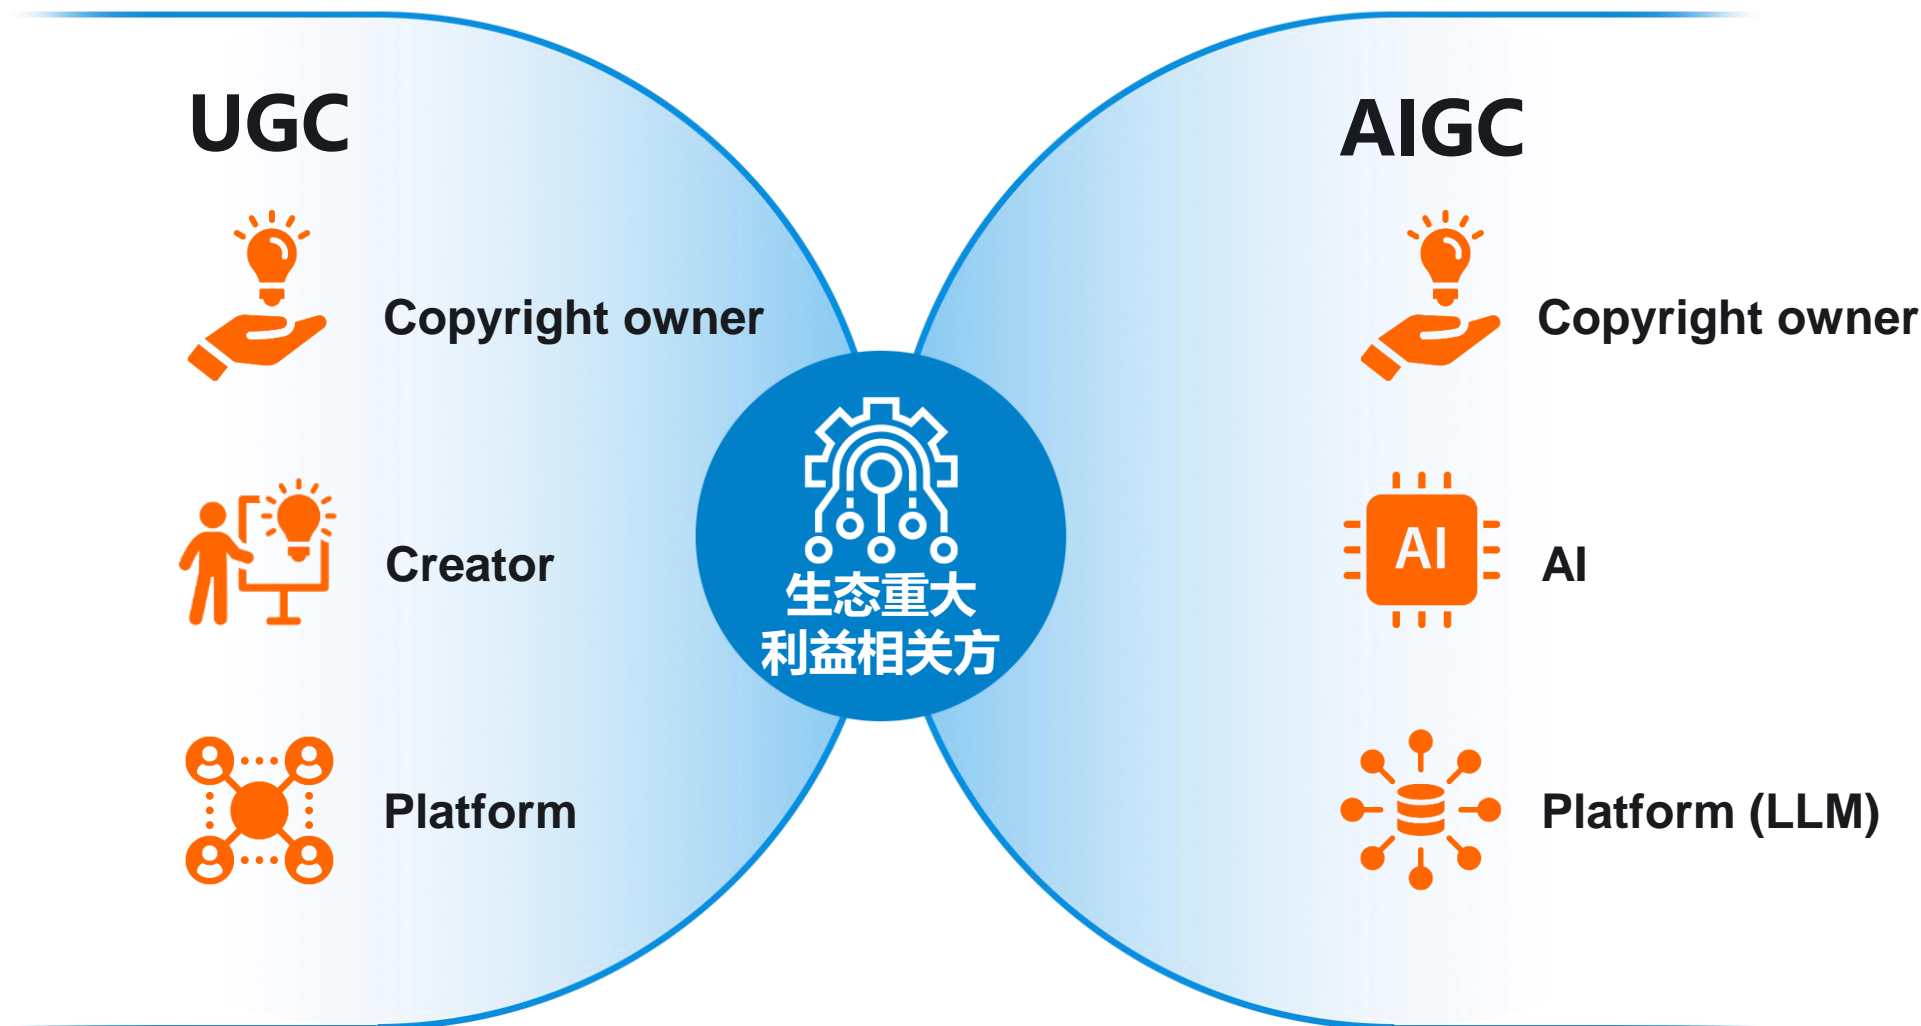 UGC
Copyright owner
Creator
Platform
生态重大
利益相关方
AIGC
Copyright owner
AI
AI
Platform (LLM)